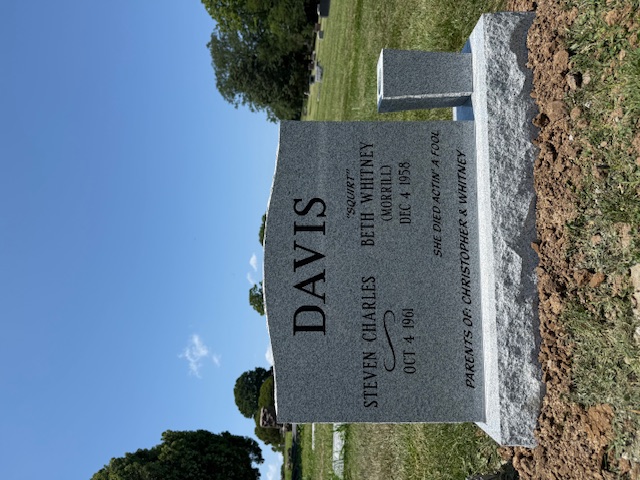 DAVIS
STEVEN CHARLES
OCT 4 1961
"SQUIRT"
BETH WHITNEY
(MORRILL)
DEC 4 1958
SHE DIED ACTIN' A FOOL
PARENTS OF: CHRISTOPHER & WHITNEY